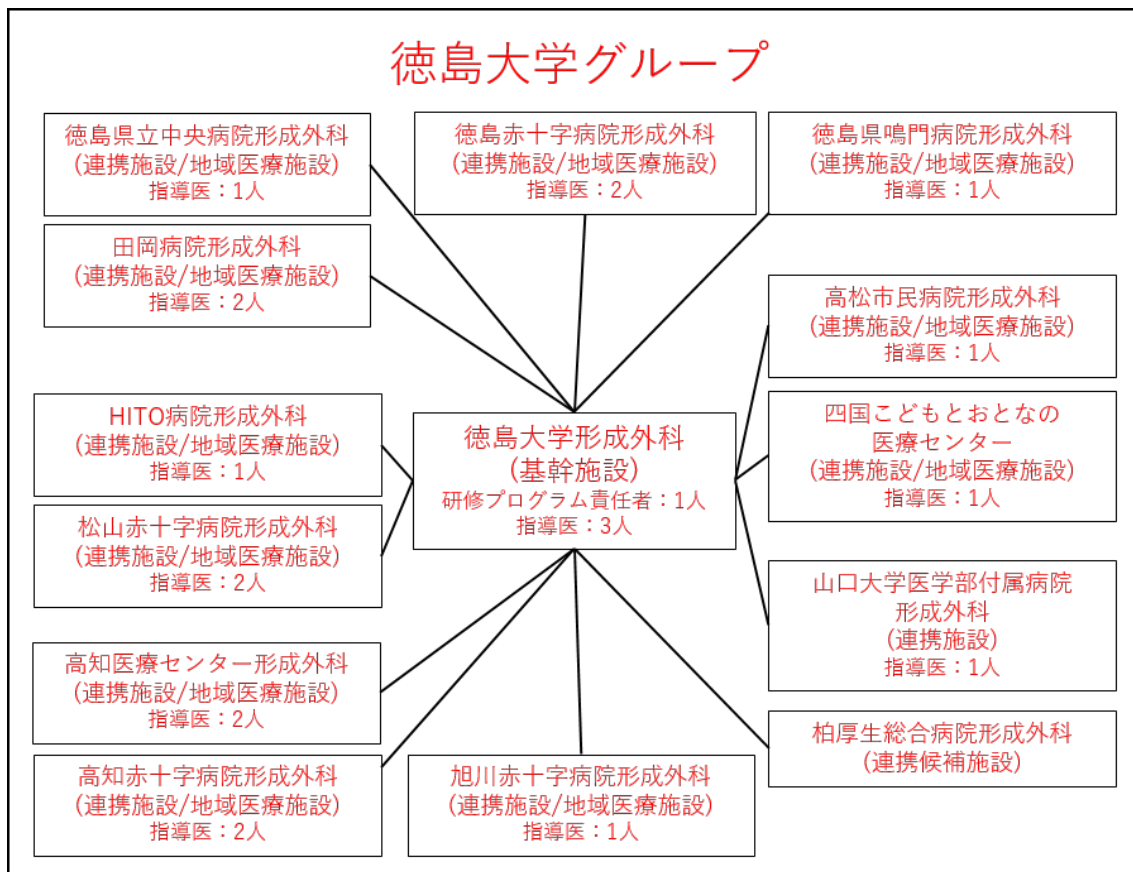 徳島大学グループ
徳島県立中央病院形成外科
(連携施設/地域医療施設)
指導医：1人
徳島赤十字病院形成外科
(連携施設/地域医療施設)
指導医：2人
徳島県鳴門病院形成外科
(連携施設/地域医療施設)
指導医：1人
田岡病院形成外科
(連携施設/地域医療施設)
指導医：2人
高松市民病院形成外科
(連携施設/地域医療施設)
指導医：1人
HITO病院形成外科
(連携施設/地域医療施設)
指導医：1人
徳島大学形成外科
(基幹施設)
研修プログラム責任者：1人
指導医：3人
四国こどもとおとなの
医療センター
(連携施設/地域医療施設)
指導医：1人
松山赤十字病院形成外科
(連携施設/地域医療施設)
指導医：2人
山口大学医学部付属病院
形成外科
(連携施設)
指導医：1人
高知医療センター形成外科
(連携施設/地域医療施設)
指導医：2人
柏厚生総合病院形成外科
(連携候補施設)
高知赤十字病院形成外科
(連携施設/地域医療施設)
指導医：2人
旭川赤十字病院形成外科
(連携施設/地域医療施設)
指導医：1人